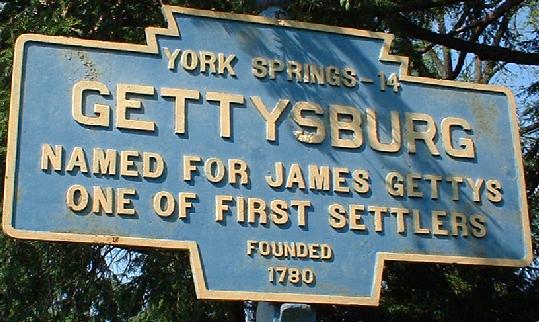 YORK SPRINGS-14
GETTYSBURG
NAMED FOR JAMES GETTYS
ONE OF FIRST SETTLERS
FOUNDED
1780